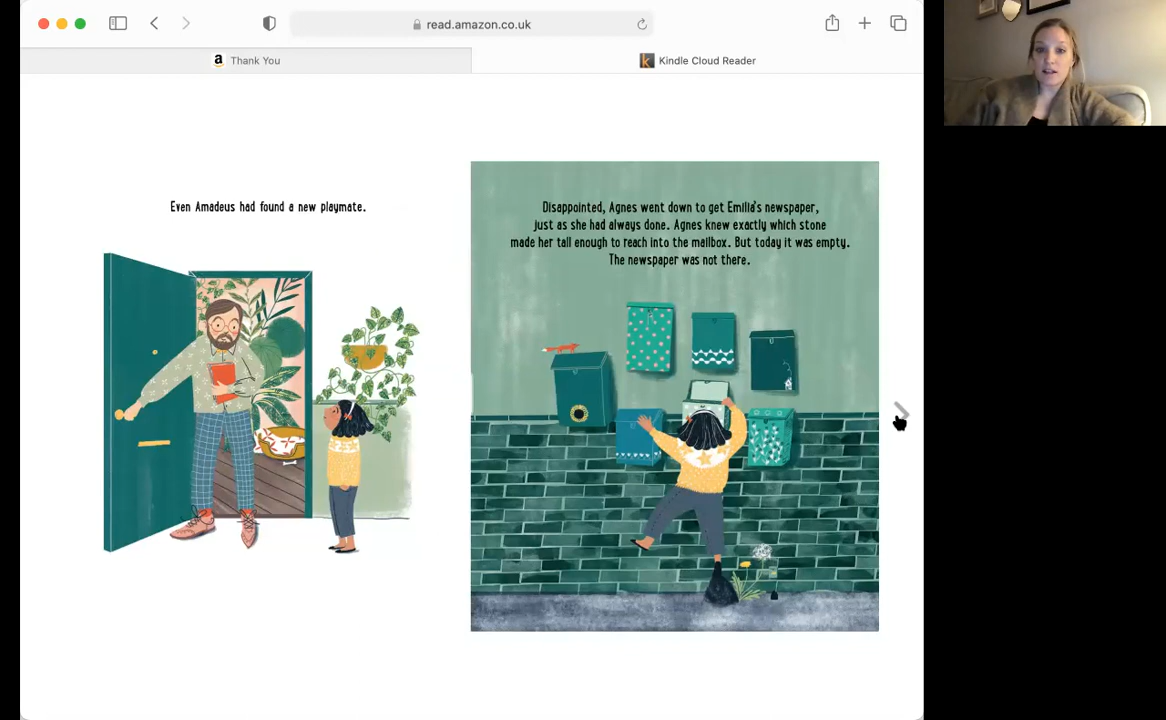 read.amazon.co.uk
Thank You
Kindle Cloud Reader
Even Amadeus had found a new playmate.
Disappointed, Agnes went down to get Emilia's newspaper,
just as she had always done. Agnes knew exactly which stone
made her tall enough to reach into the mailbox. But today it was empty.
The newspaper was not there.